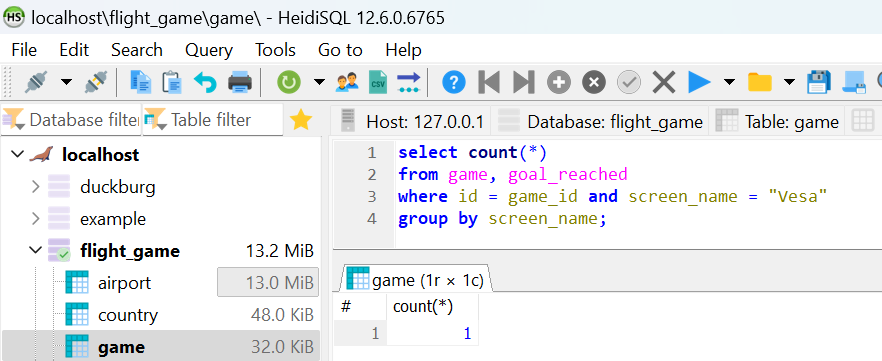 localhost\flight_game\game\ - HeidiSQL 12.6.0.6765
File Edit Search Query Tools Go to Help
Database filter Table filter
Host: 127.0.0.1 Database: flight_game Table: game
localhost
duckburg
example
flight_game 13.2 MiB
airport 13.0 MiB
country 48.0 KiB
game 32.0 KiB
1 select count(*)
2 from game, goal_reached
3 where id = game_id and screen_name = "Vesa"
4 group by screen_name;
game (1r × 1c)
# count(*)
1 1